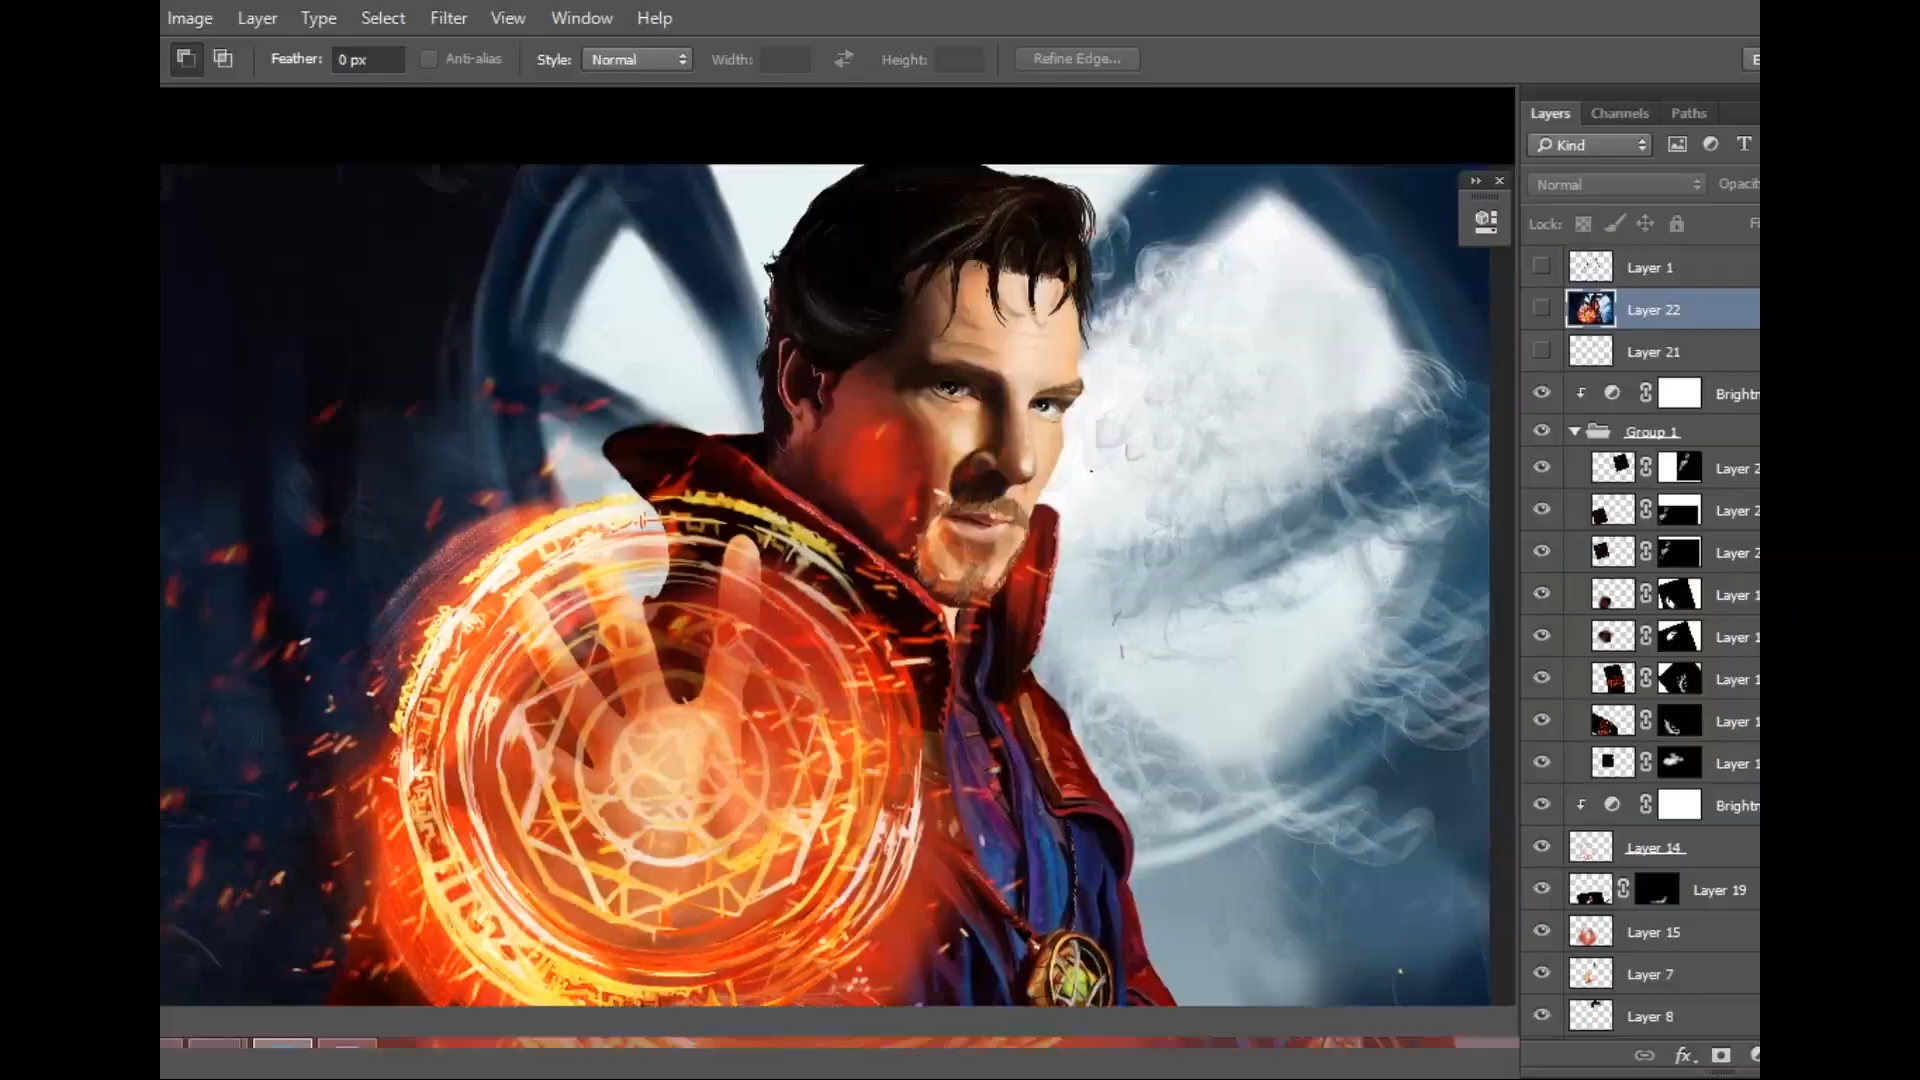 Image Layer Type Select Filter View Window Help
Feather: 0 px Anti-alias Style: Normal Width: Height: Refine Edge... E
Layers Channels Paths
Kind T
Normal Opacit
Lock: Fi
Layer 1
Layer 22
Layer 21
Brightn
Group 1
Layer 2
Layer 2
Layer 2
Layer 1
Layer 1
Layer 1
Layer 1
Layer 1
Brightn
Layer 14
Layer 19
Layer 15
Layer 7
Layer 8
fx.